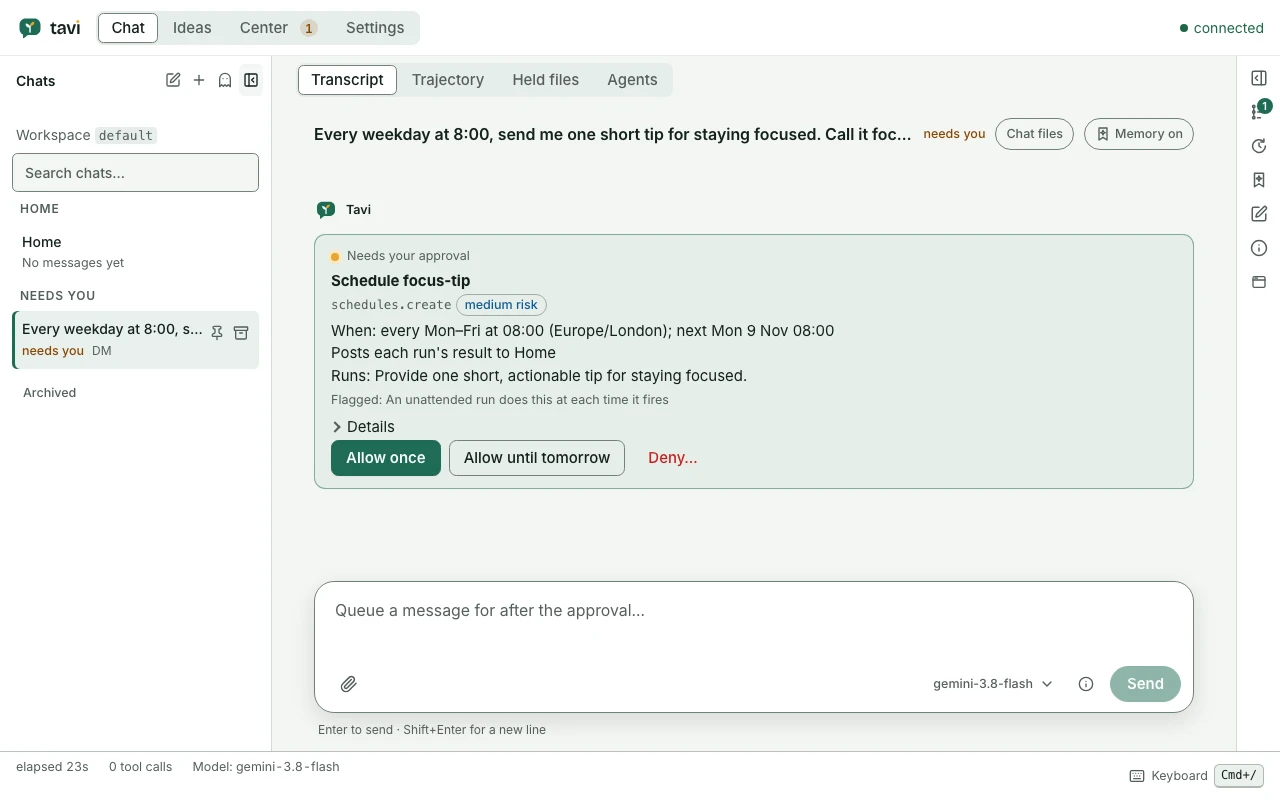 tavi
Chat
Ideas
Center 1
Settings
connected
Chats
Workspace default
Search chats...
HOME
Home
No messages yet
NEEDS YOU
Every weekday at 8:00, s...
needs you DM
Archived
Transcript
Trajectory
Held files
Agents
Every weekday at 8:00, send me one short tip for staying focused. Call it foc...
needs you
Chat files
Memory on
Tavi
Needs your approval
Schedule focus-tip
schedules.create medium risk
When: every Mon–Fri at 08:00 (Europe/London); next Mon 9 Nov 08:00
Posts each run's result to Home
Runs: Provide one short, actionable tip for staying focused.
Flagged: An unattended run does this at each time it fires
Details
Allow once
Allow until tomorrow
Deny...
Queue a message for after the approval...
gemini-3.8-flash
Send
Enter to send · Shift+Enter for a new line
1
elapsed 23s
0 tool calls
Model: gemini-3.8-flash
Keyboard Cmd+/